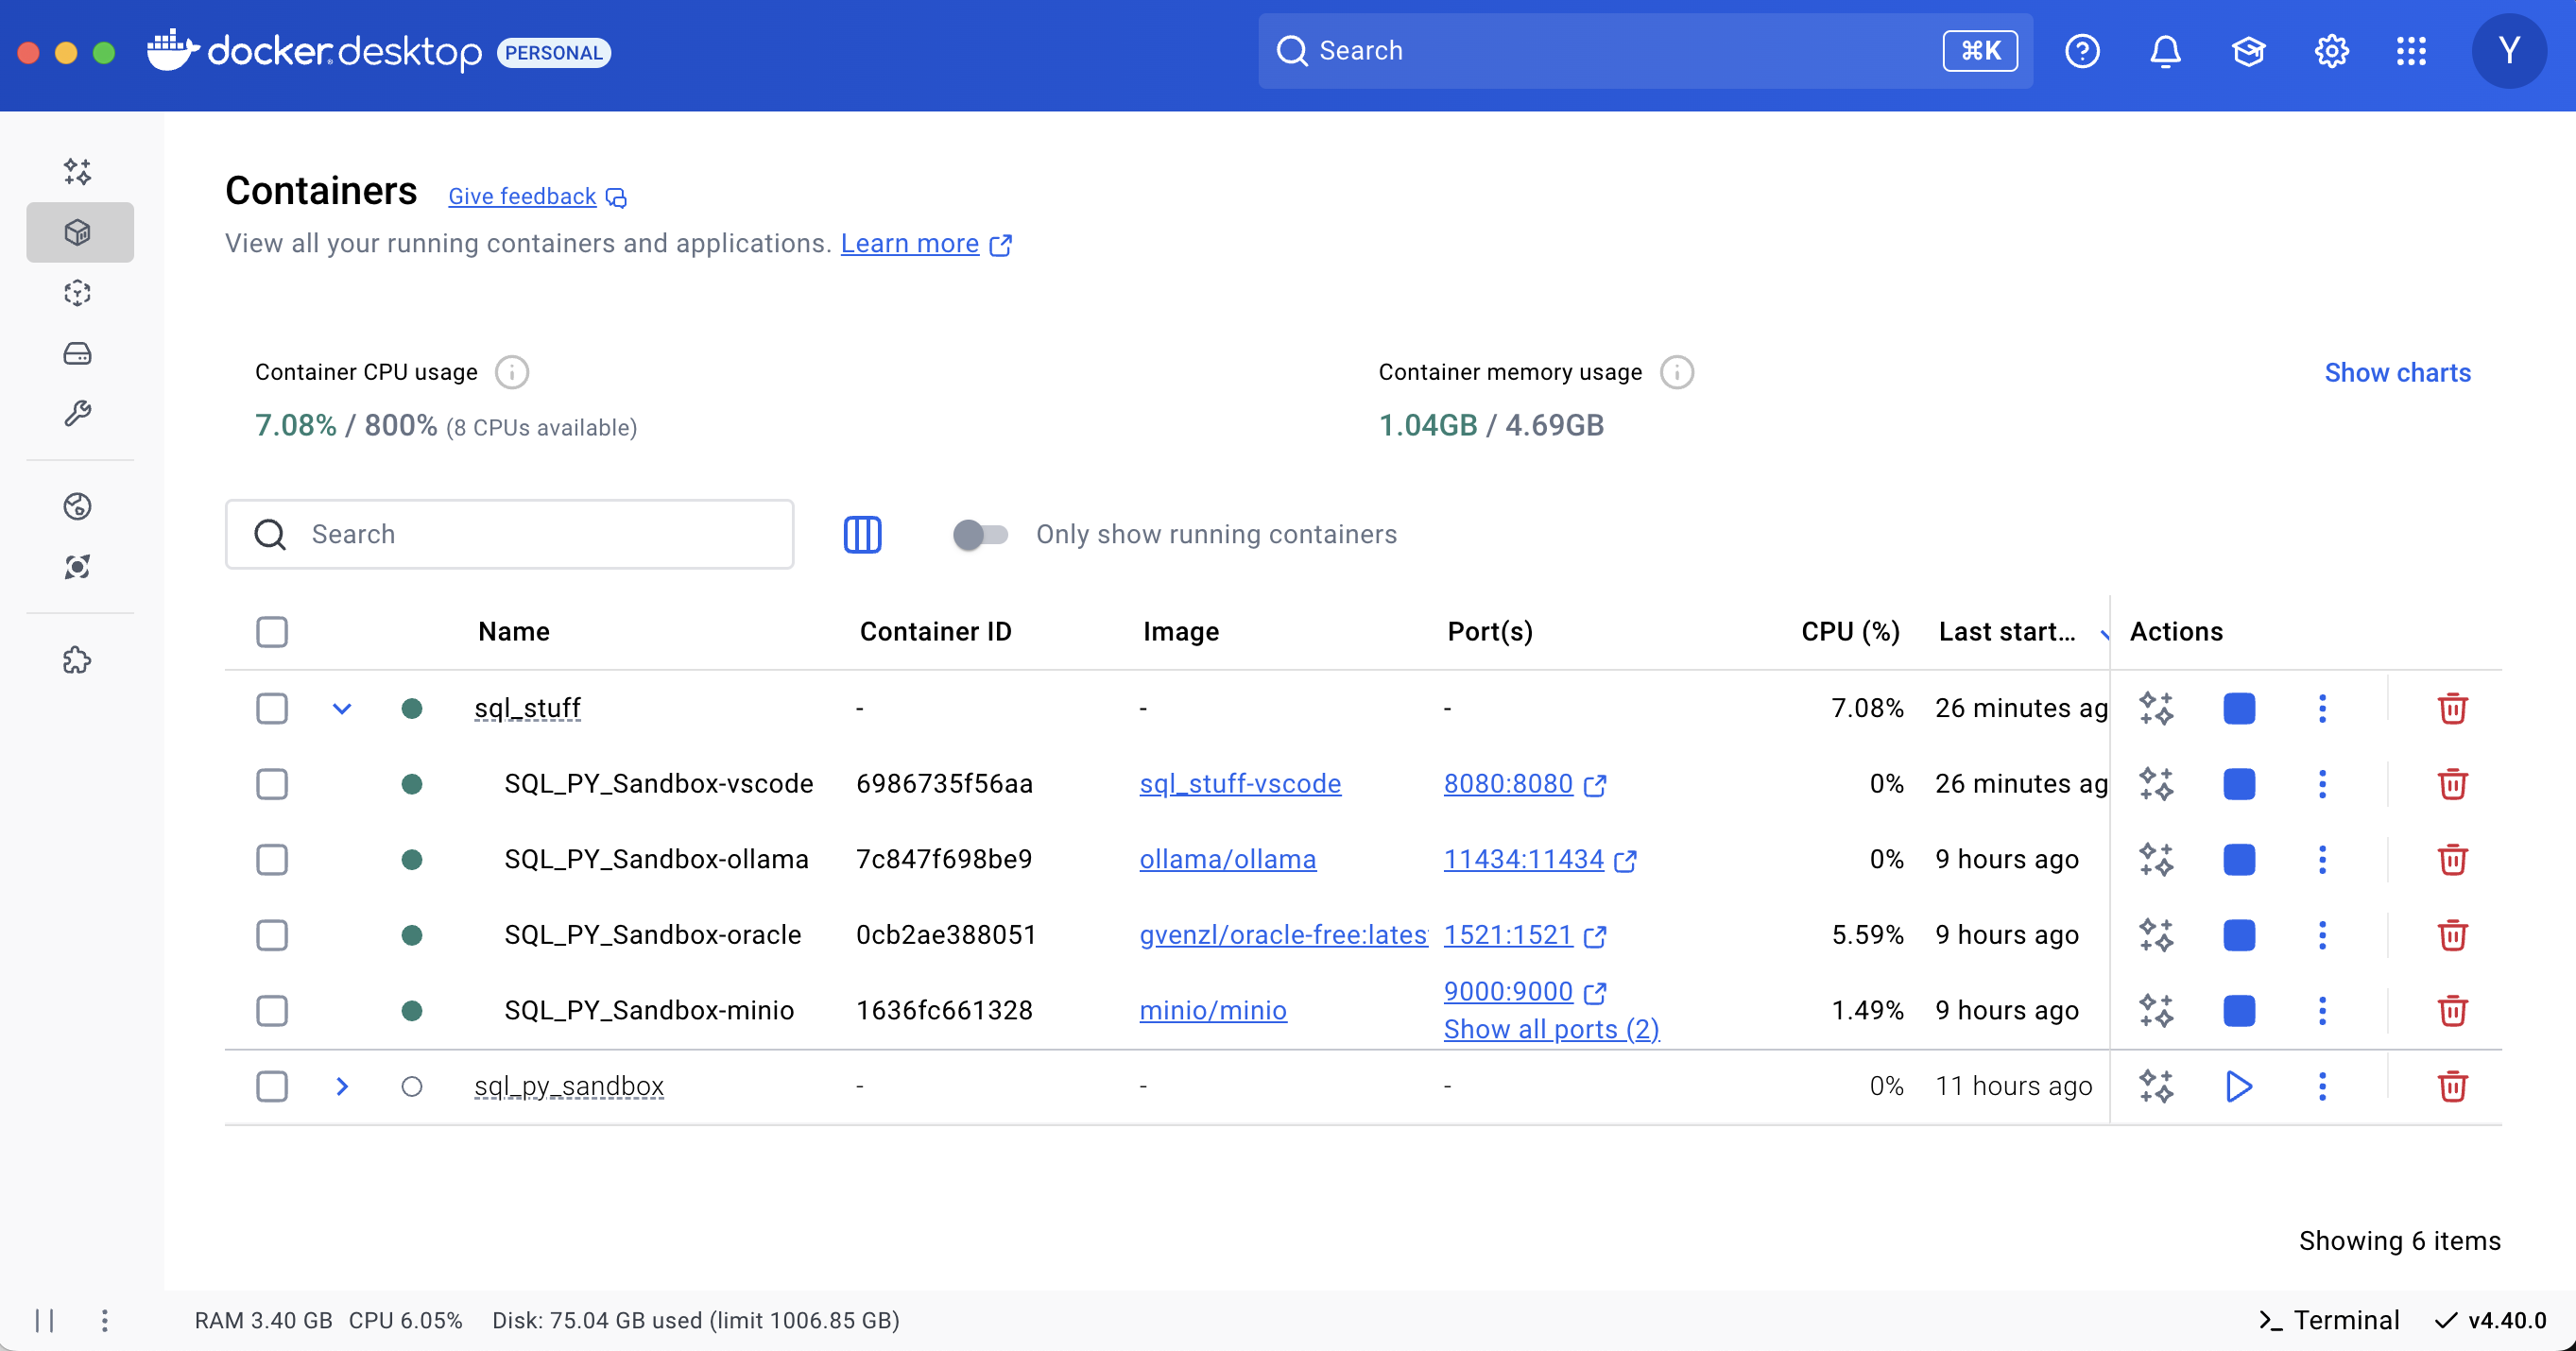 docker desktop PERSONAL Search ⌘K Y
Containers Give feedback
View all your running containers and applications. Learn more
Container CPU usage Container memory usage Show charts
7.08% / 800% (8 CPUs available) 1.04GB / 4.69GB
Search Only show running containers
Name Container ID Image Port(s) CPU (%) Last start... Actions
sql_stuff - - - 7.08% 26 minutes ag
SQL_PY_Sandbox-vscode 6986735f56aa sql_stuff-vscode 8080:8080 0% 26 minutes ag
SQL_PY_Sandbox-ollama 7c847f698be9 ollama/ollama 11434:11434 0% 9 hours ago
SQL_PY_Sandbox-oracle 0cb2ae388051 gvenzl/oracle-free:lates 1521:1521 5.59% 9 hours ago
SQL_PY_Sandbox-minio 1636fc661328 minio/minio 9000:9000 1.49% 9 hours ago
Show all ports (2)
sql_py_sandbox - - - 0% 11 hours ago
Showing 6 items
RAM 3.40 GB CPU 6.05% Disk: 75.04 GB used (limit 1006.85 GB) Terminal v4.40.0